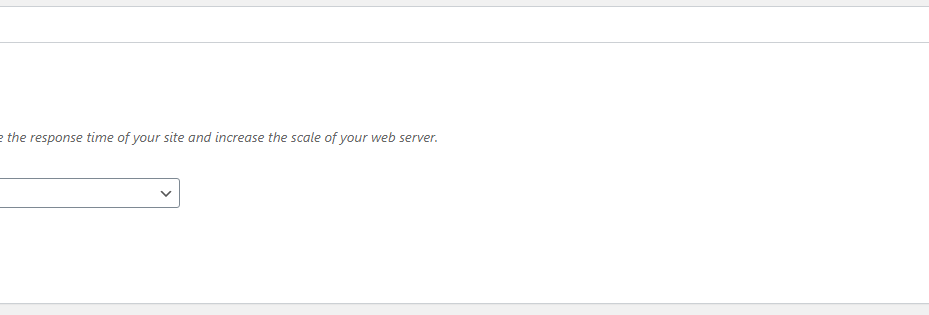 the response time of your site and increase the scale of your web server.